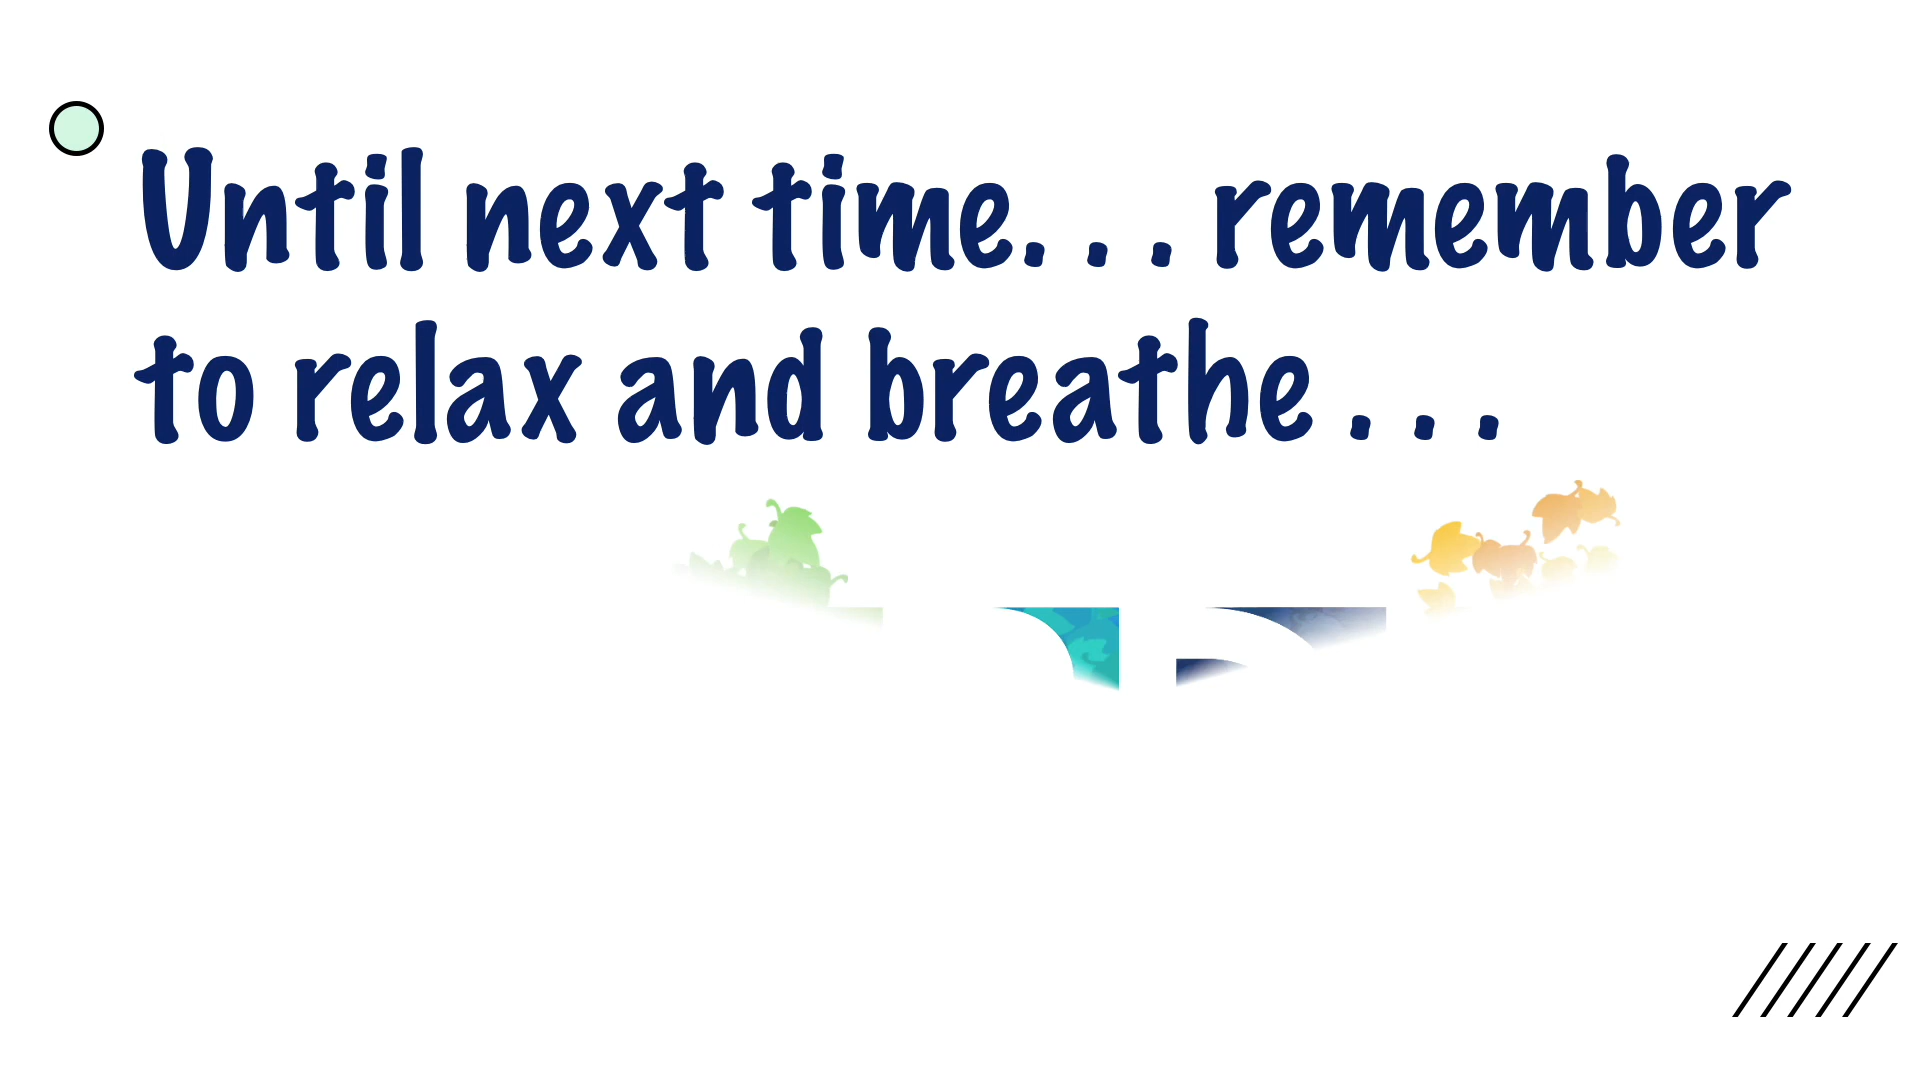 Until next time. . . remember
to relax and breathe . . .